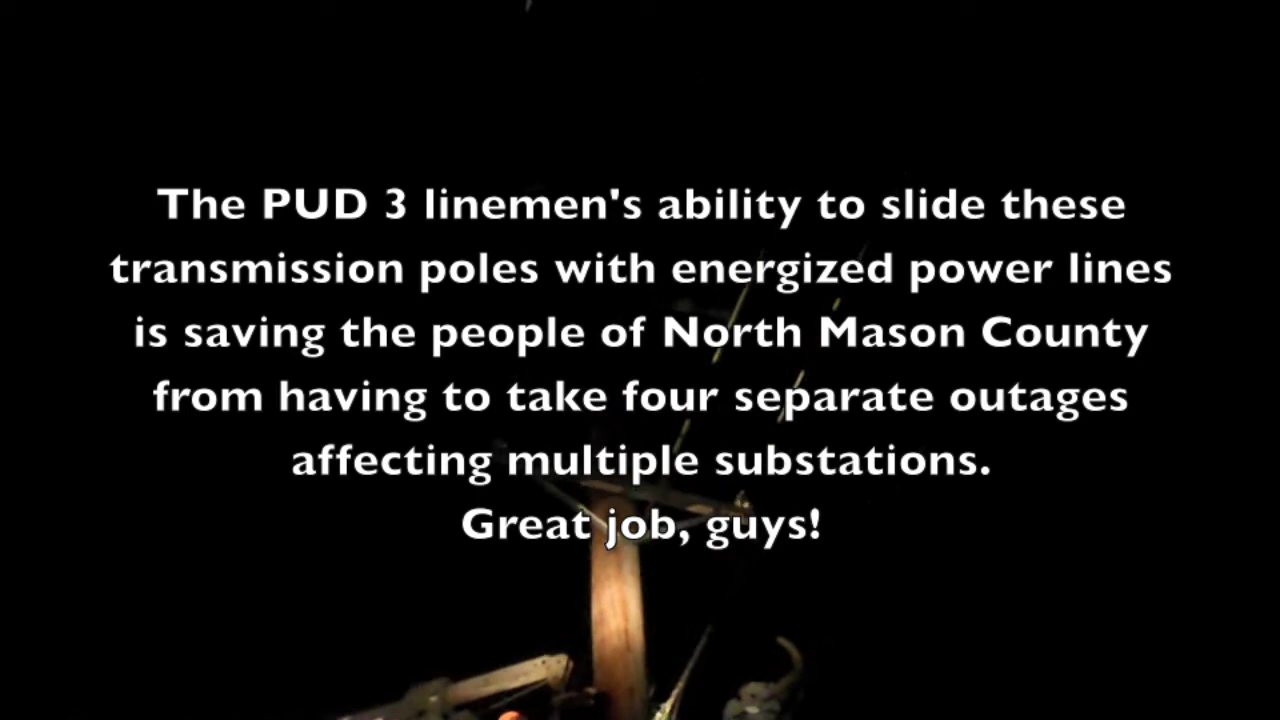 The PUD 3 linemen's ability to slide these
transmission poles with energized power lines
is saving the people of North Mason County
from having to take four separate outages
affecting multiple substations.
Great job, guys!